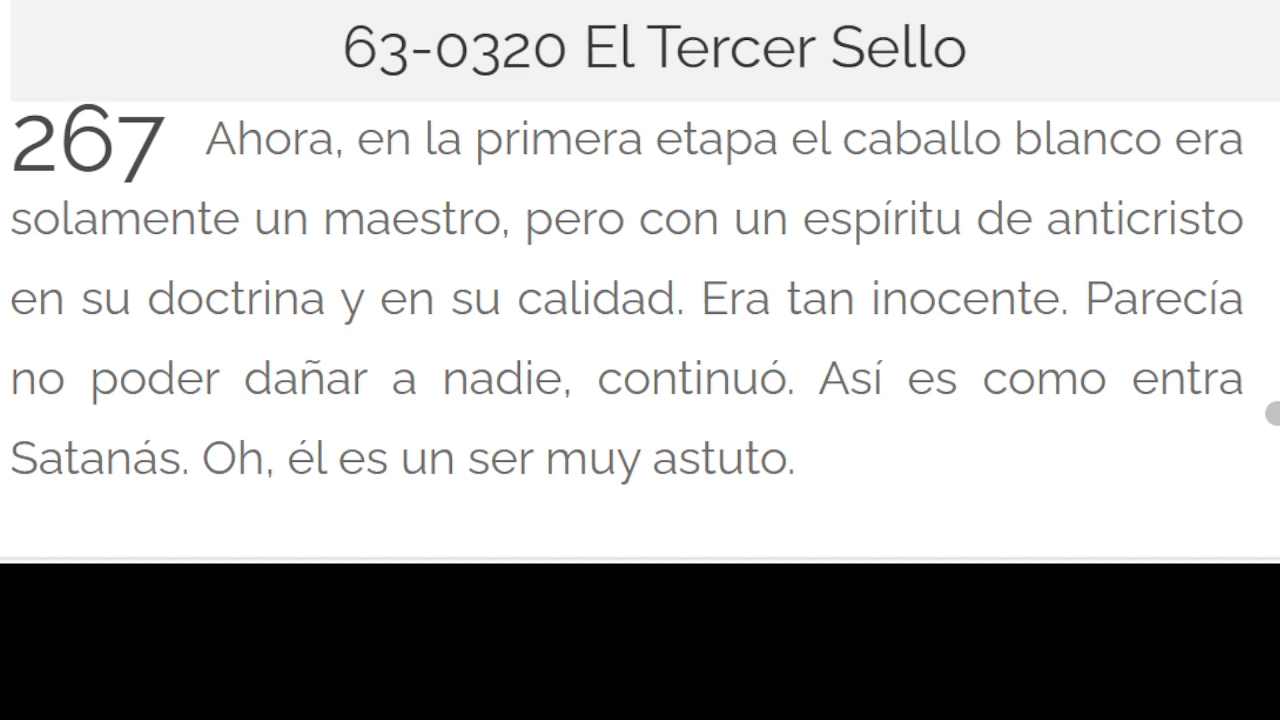 63-0320 El Tercer Sello
267 Ahora, en la primera etapa el caballo blanco era
solamente un maestro, pero con un espíritu de anticristo
en su doctrina y en su calidad. Era tan inocente. Parecía
no poder dañar a nadie, continuó. Así es como entra
Satanás. Oh, él es un ser muy astuto.